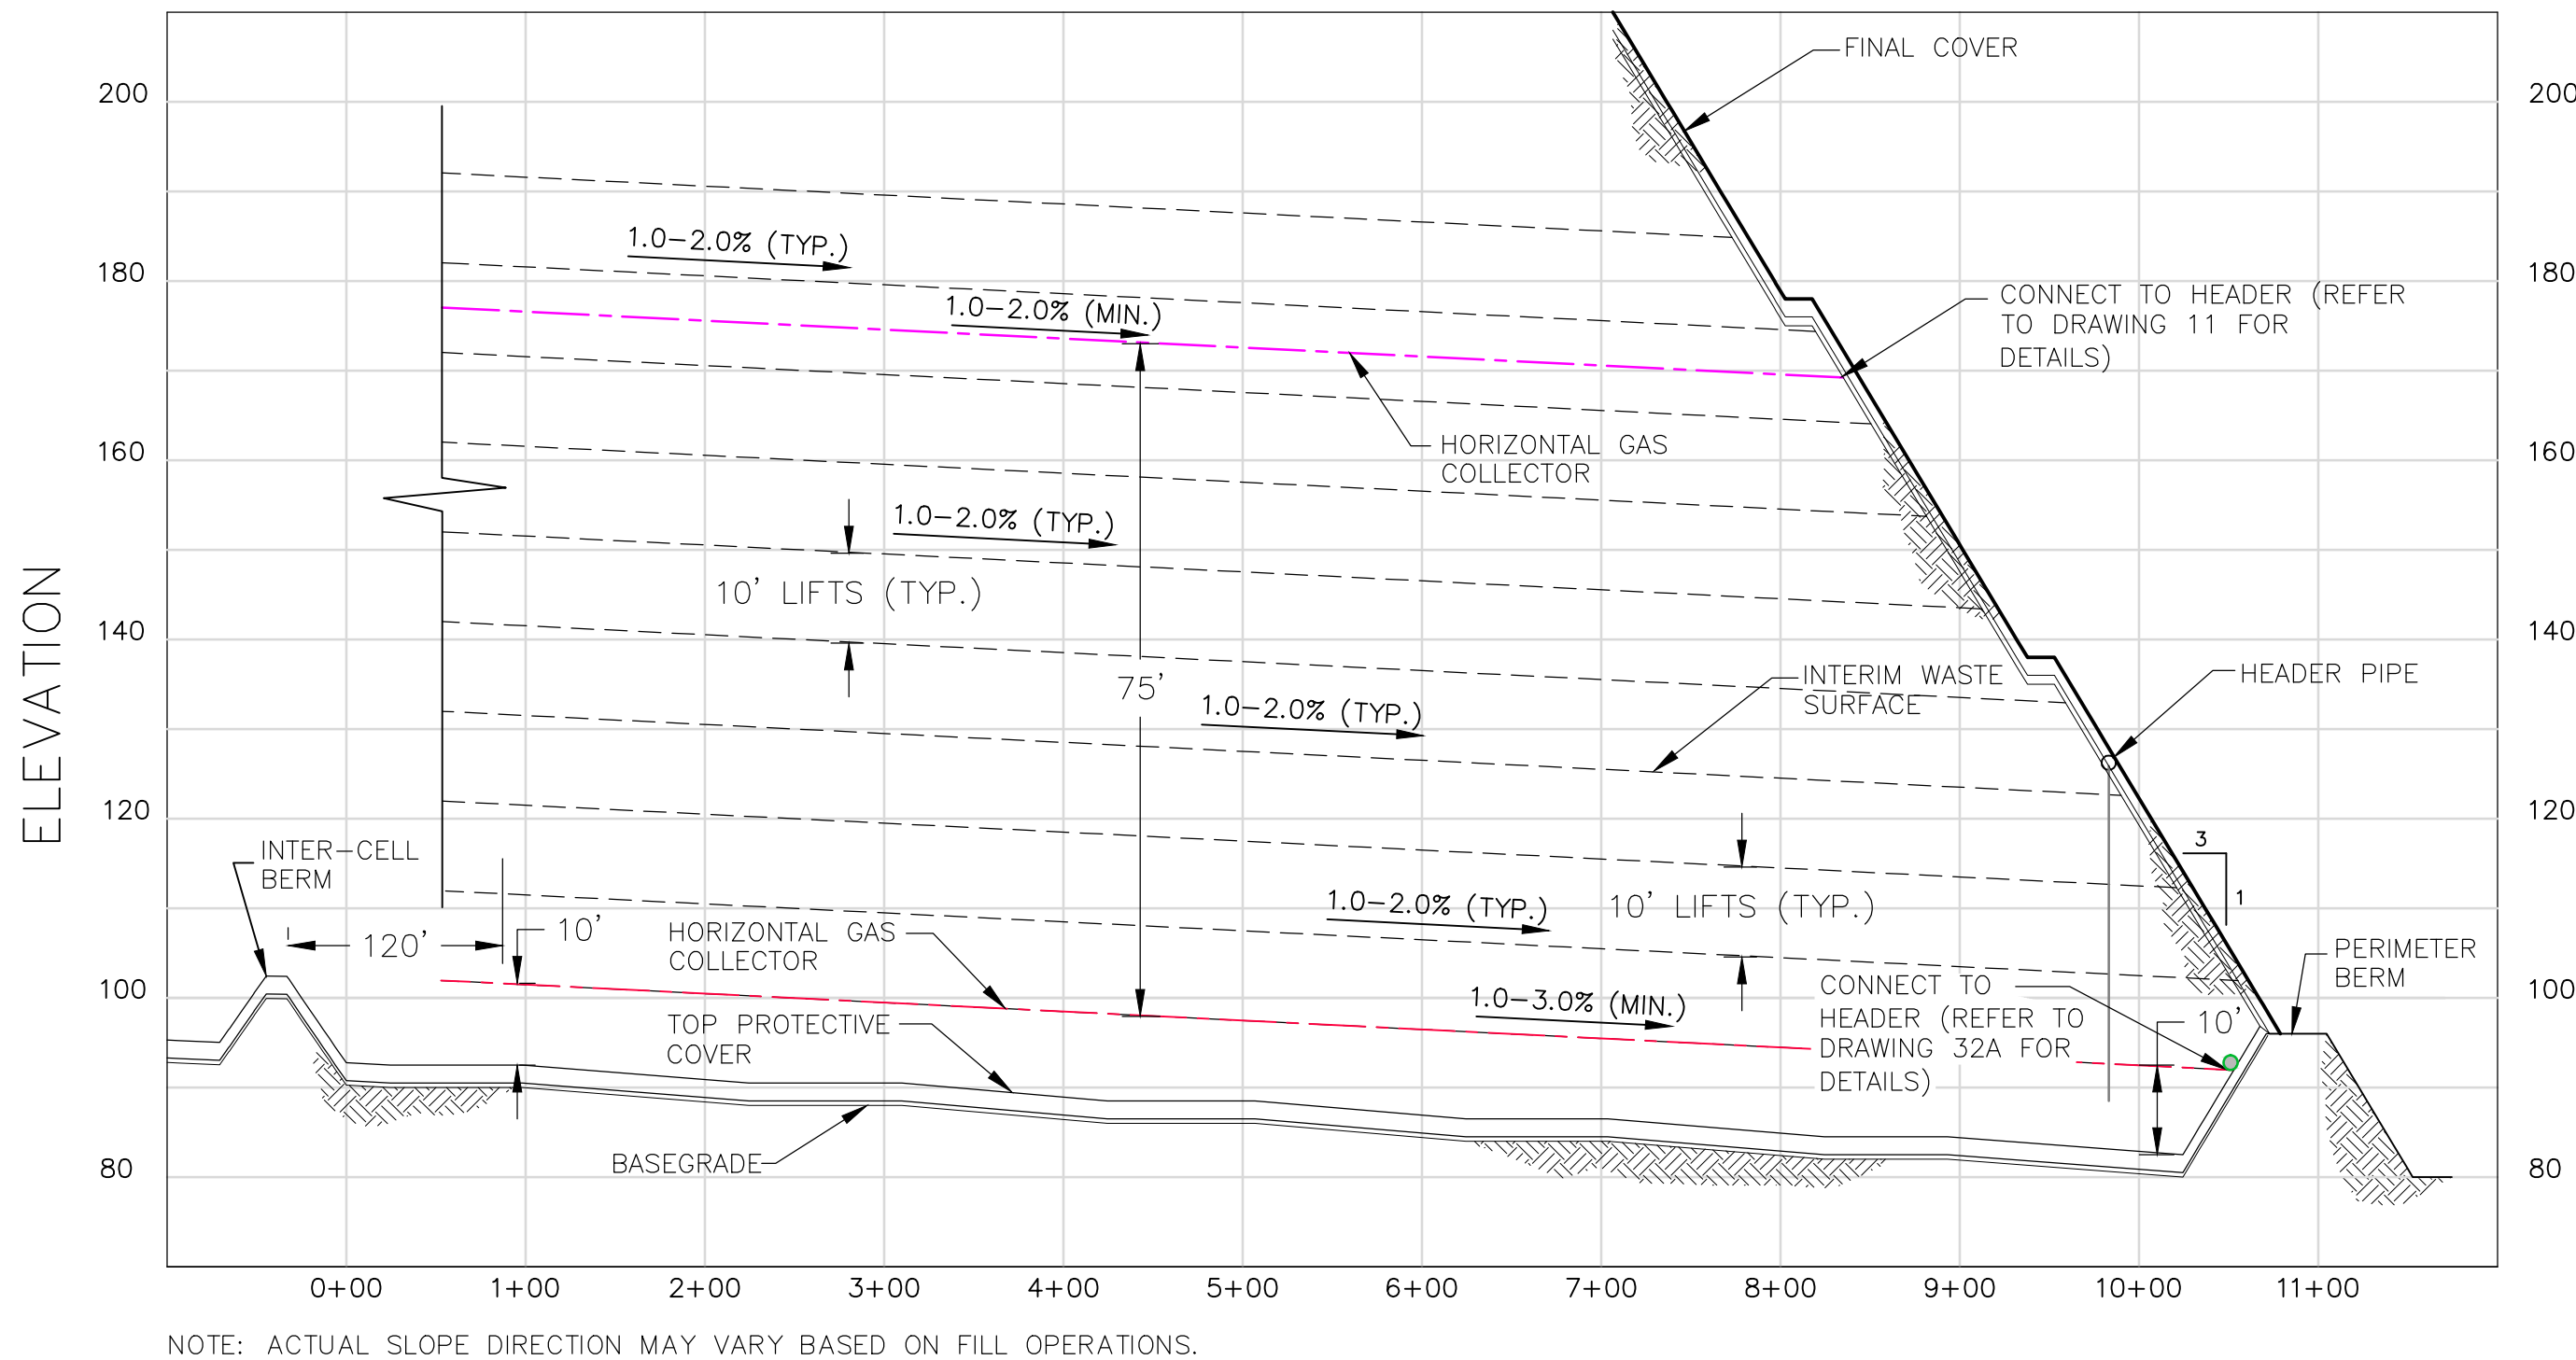 FINAL COVER
200
200
1.0-2.0% (TYP.)
180
180
CONNECT TO HEADER (REFER
TO DRAWING 11 FOR
DETAILS)
1.0-2.0% (MIN.)
HORIZONTAL GAS
COLLECTOR
160
160
1.0-2.0% (TYP.)
10' LIFTS (TYP.)
ELEVATION
140
140
75'
INTERIM WASTE
SURFACE
HEADER PIPE
1.0-2.0% (TYP.)
120
120
3
1
INTER-CELL
BERM
120'
10'
HORIZONTAL GAS
COLLECTOR
1.0-2.0% (TYP.)
10' LIFTS (TYP.)
PERIMETER
BERM
100
100
1.0-3.0% (MIN.)
CONNECT TO
HEADER (REFER TO
DRAWING 32A FOR
DETAILS)
10'
TOP PROTECTIVE
COVER
BASEGRADE
80
80
0+00 1+00 2+00 3+00 4+00 5+00 6+00 7+00 8+00 9+00 10+00 11+00
NOTE: ACTUAL SLOPE DIRECTION MAY VARY BASED ON FILL OPERATIONS.